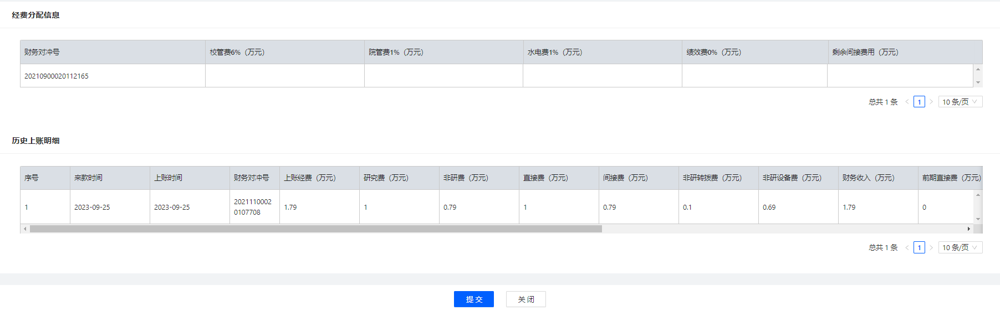 经费分配信息
财务对冲号 校管费6%（万元） 院管费1%（万元） 水电费1%（万元） 绩效费0%（万元） 剩余间接费用（万元）
20210900020112165
总共 1 条 1 10 条/页
历史上账明细
序号 来款时间 上账时间 财务对冲号 上账经费（万元） 研究费（万元） 非研费（万元） 直接费（万元） 间接费（万元） 非研转拨费（万元） 非研设备费（万元） 财务收入（万元） 前期直接费（万元）
1 2023-09-25 2023-09-25 2021110002 1.79 1 0.79 1 0.79 0.1 0.69 1.79 0
0107708
总共 1 条 1 10 条/页
提 交 关 闭